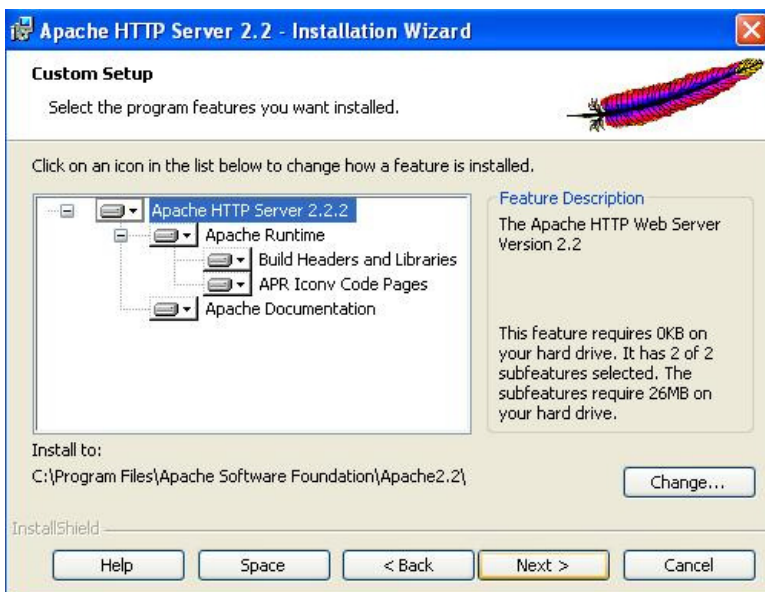 Apache HTTP Server 2.2 - Installation Wizard
Custom Setup
Select the program features you want installed.
Click on an icon in the list below to change how a feature is installed.
Apache HTTP Server 2.2.2
Apache Runtime
Build Headers and Libraries
APR Iconv Code Pages
Apache Documentation
Feature Description
The Apache HTTP Web Server
Version 2.2
This feature requires 0KB on
your hard drive. It has 2 of 2
subfeatures selected. The
subfeatures require 26MB on
your hard drive.
Install to:
C:\Program Files\Apache Software Foundation\Apache2.2\
Change...
InstallShield
Help
Space
< Back
Next >
Cancel